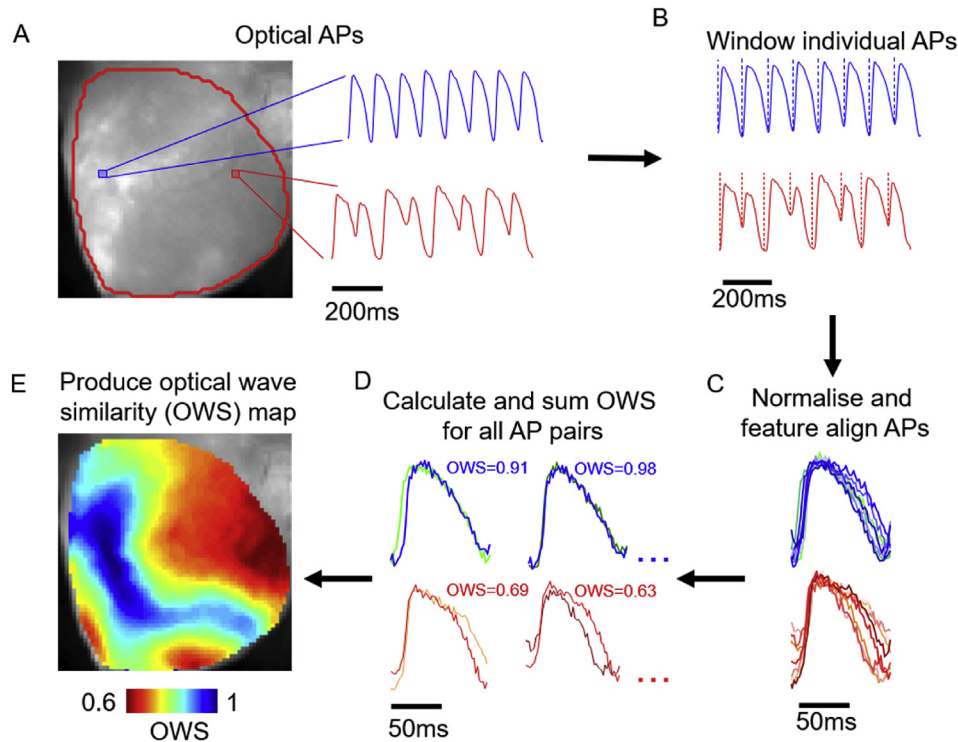 A
Optical APs
200ms
B
Window individual APs
200ms
C
Normalise and
feature align APs
50ms
D
Calculate and sum OWS
for all AP pairs
OWS=0.91
OWS=0.98
...
OWS=0.69
OWS=0.63
...
50ms
E
Produce optical wave
similarity (OWS) map
0.6
1
OWS